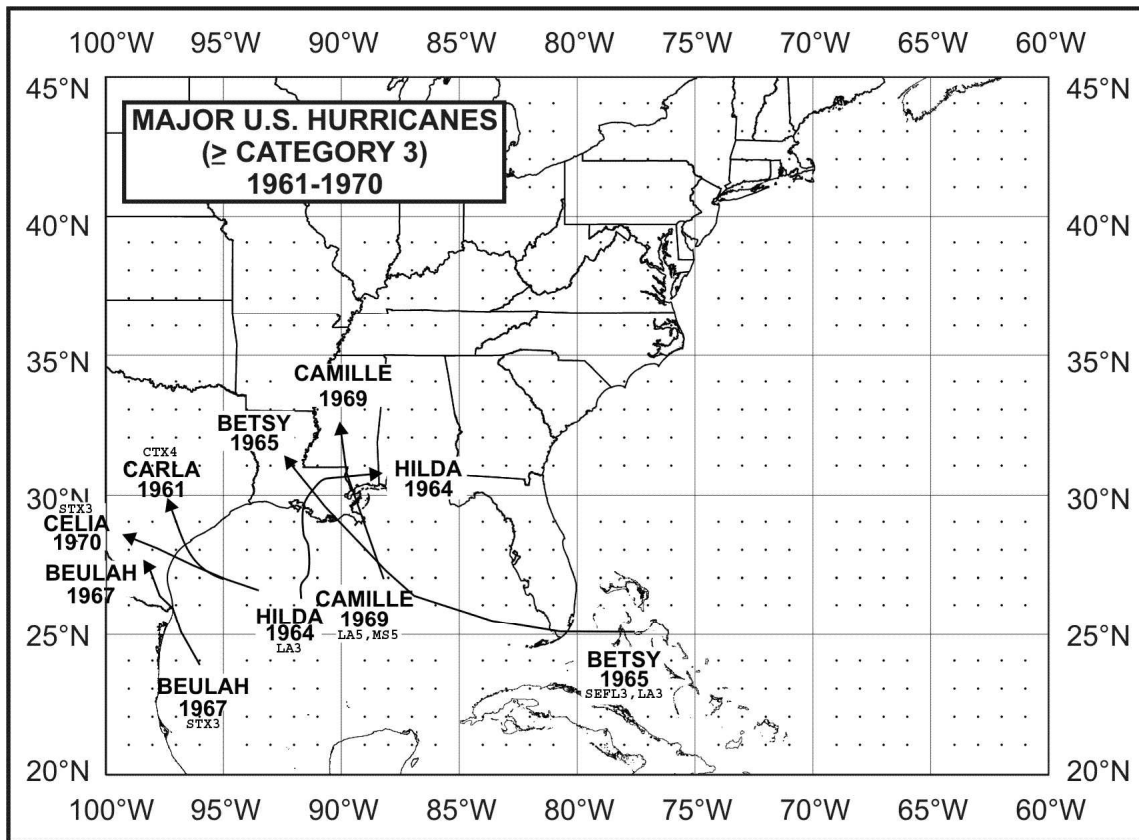 100°W 95°W 90°W 85°W 80°W 75°W 70°W 65°W 60°W
45°N 45°N
MAJOR U.S. HURRICANES
(≥ CATEGORY 3)
1961-1970
40°N 40°N
35°N 35°N
CAMILLE
1969
BETSY
1965
CTX4
CARLA
1961
HILDA
1964
30°N 30°N
STX3
CELIA
1970
BEULAH
1967
HILDA
1964
LA3
CAMILLE
1969
LA5,MS5
25°N 25°N
BETSY
1965
SEFL3,LA3
BEULAH
1967
STX3
20°N 20°N
100°W 95°W 90°W 85°W 80°W 75°W 70°W 65°W 60°W